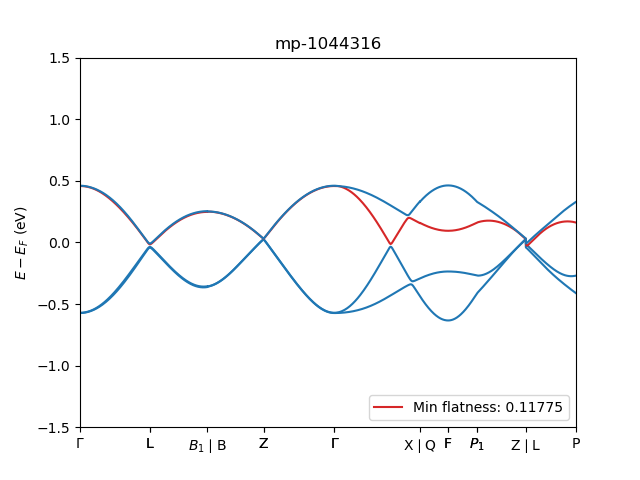 mp-1044316
1.5
1.0
0.5
0.0
−0.5
−1.0
−1.5
E − E_F (eV)
Min flatness: 0.11775
Γ L B₁ | B Z Γ X | Q F P₁ Z | L P